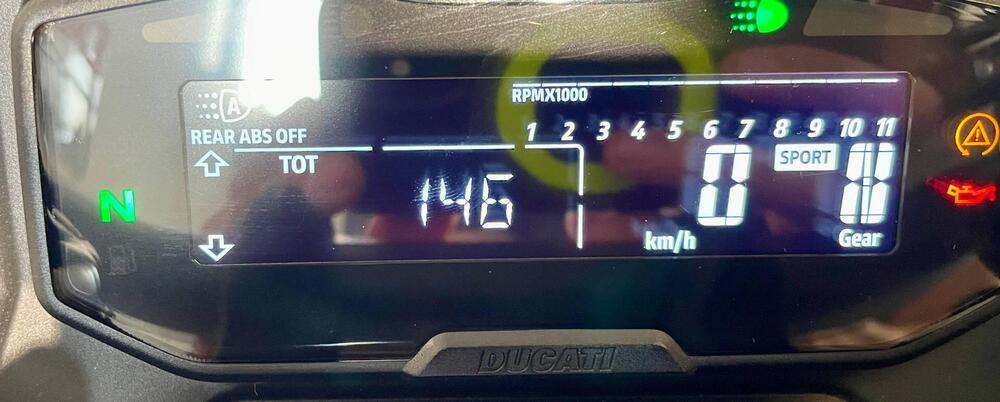 A
RPMX1000
REAR ABS OFF
1 2 3 4 5 6 7 8 9 10 11
TOT
SPORT
146
0
N
N
km/h
Gear
DUCATI